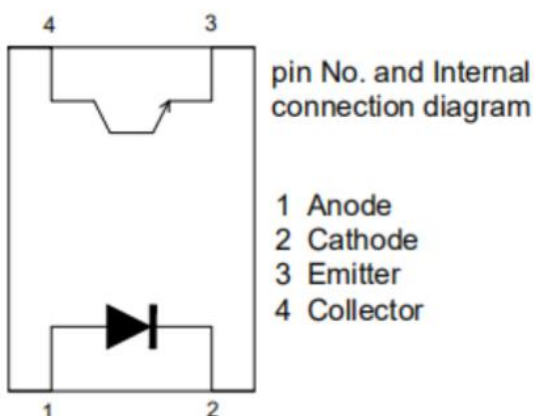 4 3
pin No. and Internal
connection diagram
1 Anode
2 Cathode
3 Emitter
4 Collector
1 2